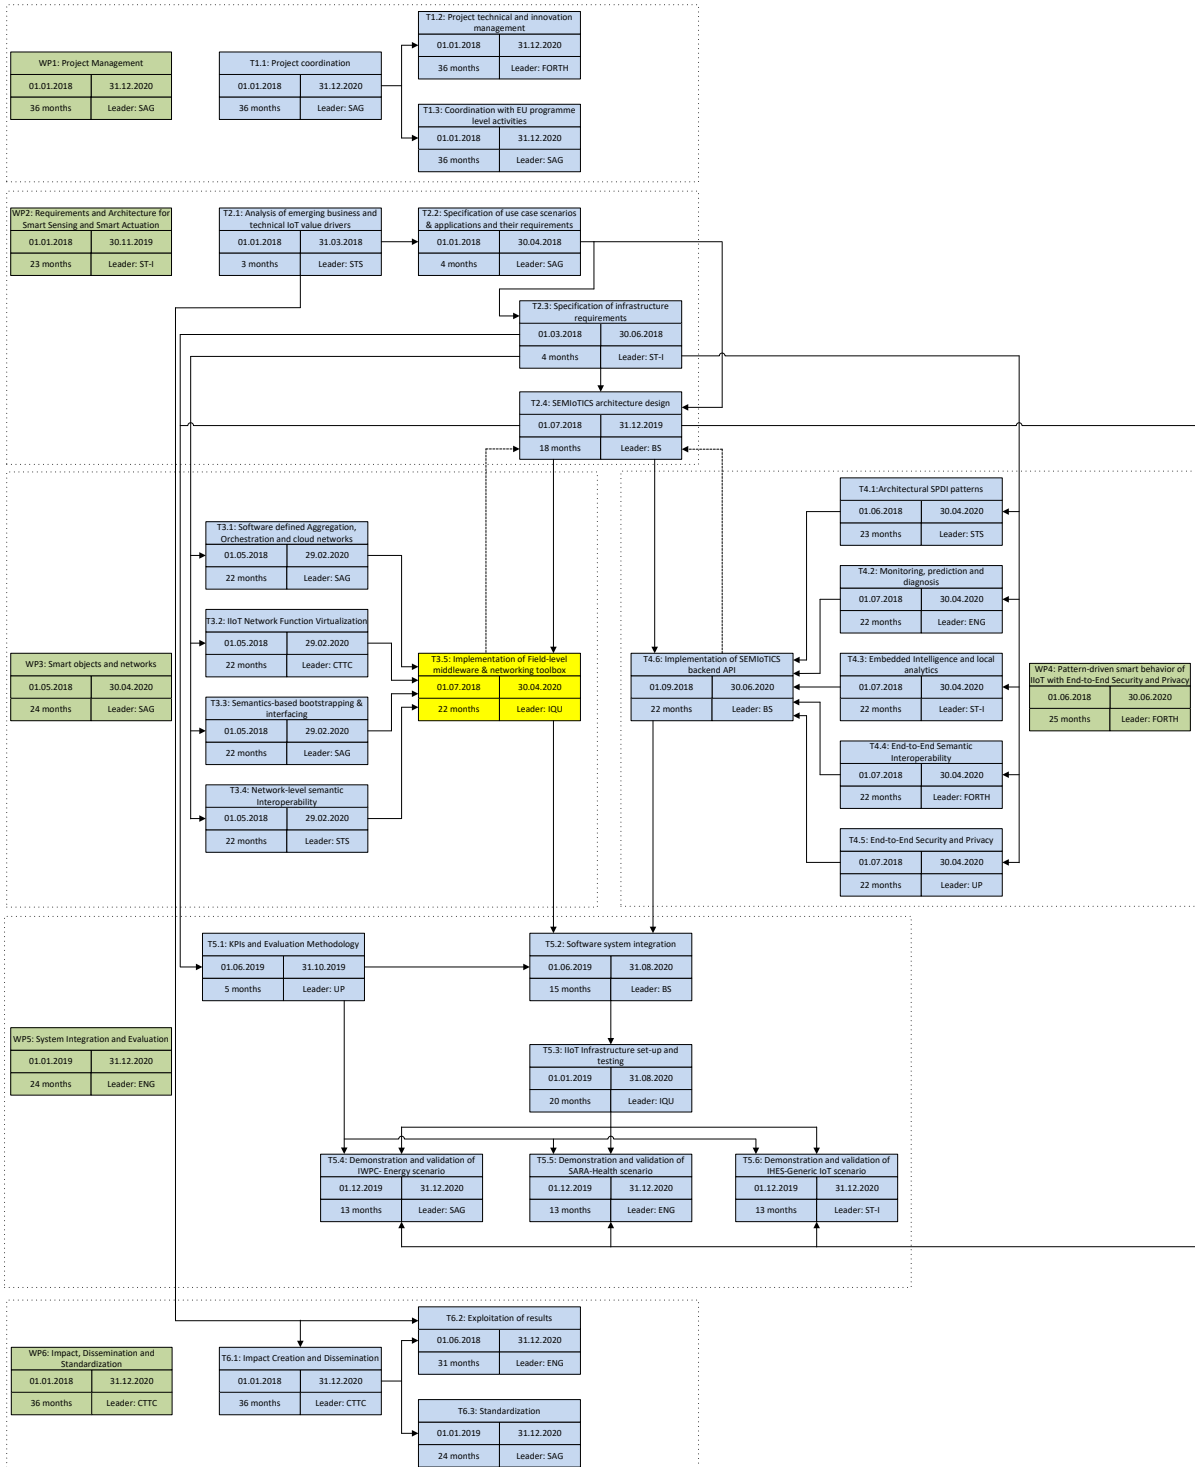 T1.2: Project technical and innovation
management
01.01.2018 31.12.2020
36 months Leader: FORTH
WP1: Project Management
01.01.2018 31.12.2020
36 months Leader: SAG
T1.1: Project coordination
01.01.2018 31.12.2020
36 months Leader: SAG
T1.3: Coordination with EU programme
level activities
01.01.2018 31.12.2020
36 months Leader: SAG
WP2: Requirements and Architecture for
Smart Sensing and Smart Actuation
01.01.2018 30.11.2019
23 months Leader: ST-I
T2.1: Analysis of emerging business and
technical IoT value drivers
01.01.2018 31.03.2018
3 months Leader: STS
T2.2: Specification of use case scenarios
& applications and their requirements
01.01.2018 30.04.2018
4 months Leader: SAG
T2.3: Specification of infrastructure
requirements
01.03.2018 30.06.2018
4 months Leader: ST-I
T2.4: SEMIoTICS architecture design
01.07.2018 31.12.2019
18 months Leader: BS
T3.1: Software defined Aggregation,
Orchestration and cloud networks
01.05.2018 29.02.2020
22 months Leader: SAG
T3.2: IIoT Network Function Virtualization
01.05.2018 29.02.2020
22 months Leader: CTTC
WP3: Smart objects and networks
01.05.2018 30.04.2020
24 months Leader: SAG
T3.3: Semantics-based bootstrapping &
interfacing
01.05.2018 29.02.2020
22 months Leader: SAG
T3.4: Network-level semantic
Interoperability
01.05.2018 29.02.2020
22 months Leader: STS
T3.5: Implementation of Field-level
middleware & networking toolbox
01.07.2018 30.04.2020
22 months Leader: IQU
T4.6: Implementation of SEMIoTICS
backend API
01.09.2018 30.06.2020
22 months Leader: BS
T4.1:Architectural SPDI patterns
01.06.2018 30.04.2020
23 months Leader: STS
T4.2: Monitoring, prediction and
diagnosis
01.07.2018 30.04.2020
22 months Leader: ENG
T4.3: Embedded Intelligence and local
analytics
01.07.2018 30.04.2020
22 months Leader: ST-I
T4.4: End-to-End Semantic
Interoperability
01.07.2018 30.04.2020
22 months Leader: FORTH
T4.5: End-to-End Security and Privacy
01.07.2018 30.04.2020
22 months Leader: UP
WP4: Pattern-driven smart behavior of
IIoT with End-to-End Security and Privacy
01.06.2018 30.06.2020
25 months Leader: FORTH
T5.1: KPIs and Evaluation Methodology
01.06.2019 31.10.2019
5 months Leader: UP
T5.2: Software system integration
01.06.2019 31.08.2020
15 months Leader: BS
WP5: System Integration and Evaluation
01.01.2019 31.12.2020
24 months Leader: ENG
T5.3: IIoT Infrastructure set-up and
testing
01.01.2019 31.08.2020
20 months Leader: IQU
T5.4: Demonstration and validation of
IWPC- Energy scenario
01.12.2019 31.12.2020
13 months Leader: SAG
T5.5: Demonstration and validation of
SARA-Health scenario
01.12.2019 31.12.2020
13 months Leader: ENG
T5.6: Demonstration and validation of
IHES-Generic IoT scenario
01.12.2019 31.12.2020
13 months Leader: ST-I
T6.2: Exploitation of results
01.06.2018 31.12.2020
31 months Leader: ENG
WP6: Impact, Dissemination and
Standardization
01.01.2018 31.12.2020
36 months Leader: CTTC
T6.1: Impact Creation and Dissemination
01.01.2018 31.12.2020
36 months Leader: CTTC
T6.3: Standardization
01.01.2019 31.12.2020
24 months Leader: SAG